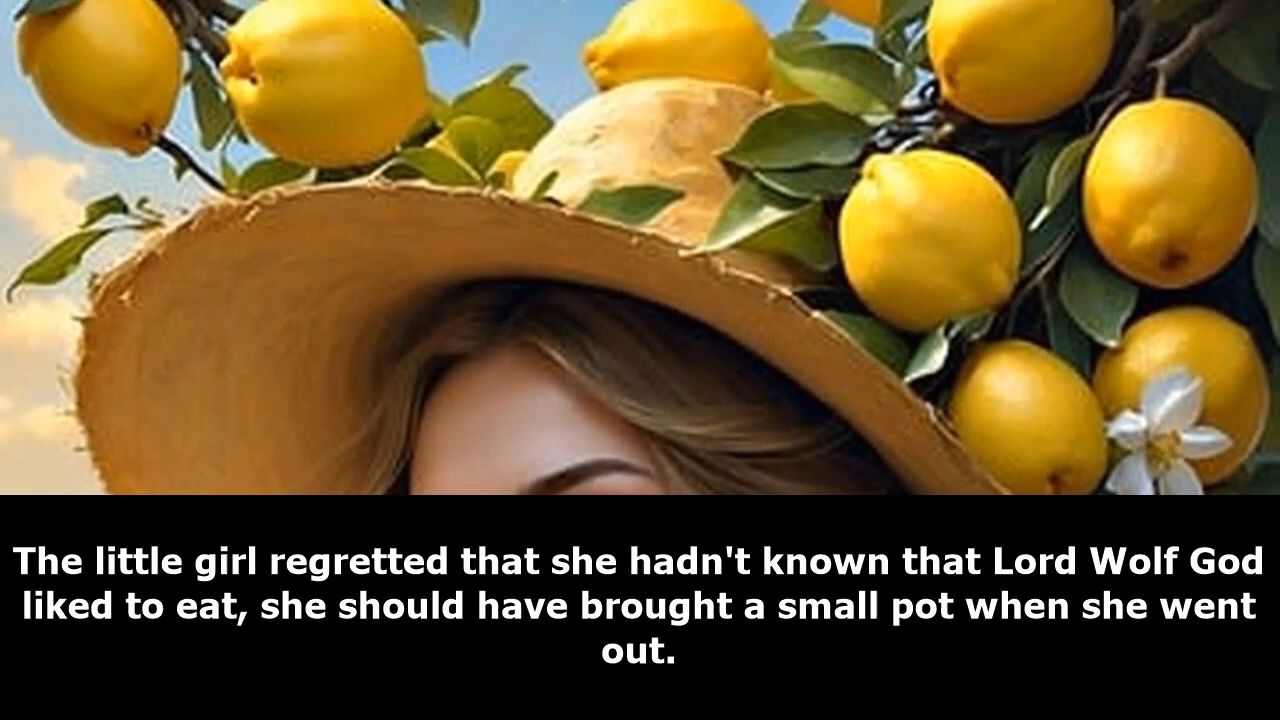 The little girl regretted that she hadn't known that Lord Wolf God
liked to eat, she should have brought a small pot when she went
out.